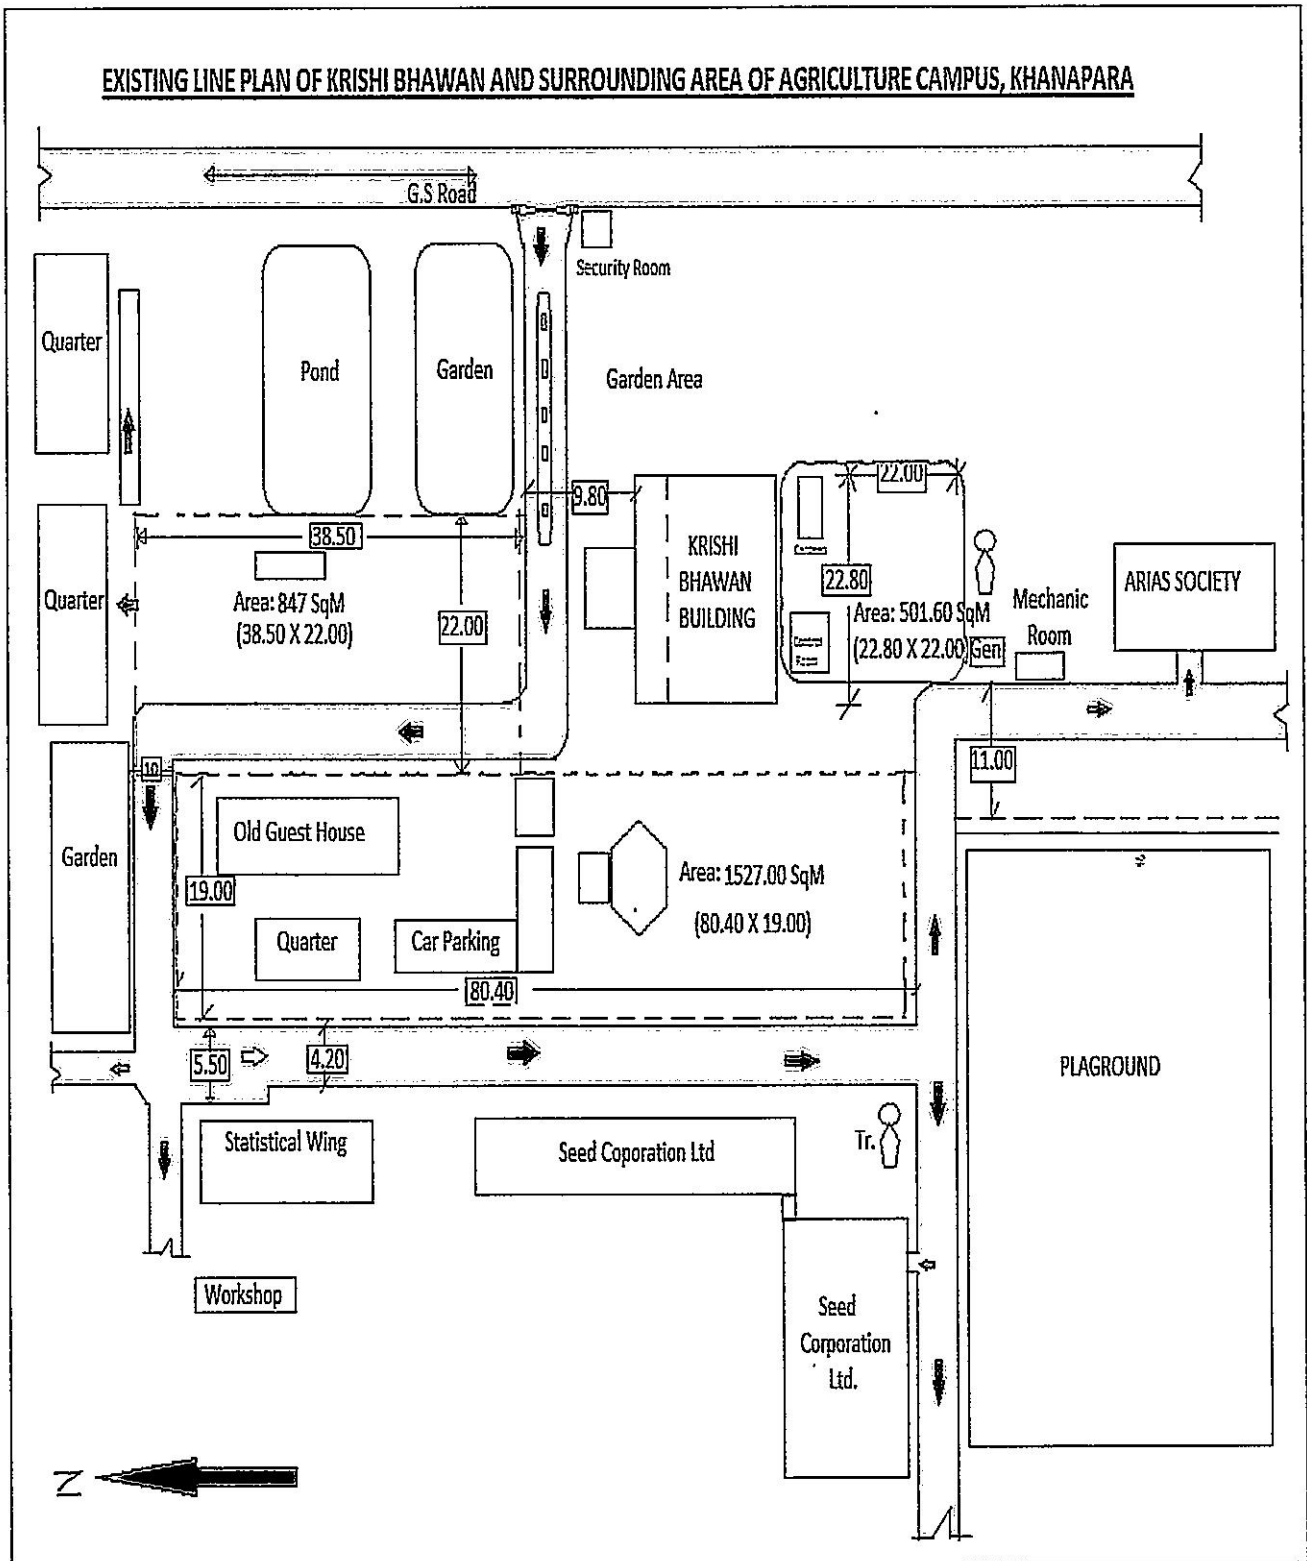 EXISTING LINE PLAN OF KRISHI BHAWAN AND SURROUNDING AREA OF AGRICULTURE CAMPUS, KHANAPARA
G.S Road
Security Room
Quarter
Pond
Garden
Garden Area
22.00
9.80
38.50
KRISHI
BHAWAN
BUILDING
22.80
ARIAS SOCIETY
Quarter
Area: 847 SqM
(38.50 X 22.00)
22.00
Area: 501.60 SqM
(22.80 X 22.00)
Gen
Mechanic
Room
Room
10
11.00
Old Guest House
Garden
19.00
Area: 1527.00 SqM
(80.40 X 19.00)
Quarter
Car Parking
80.40
5.50
4.20
PLAGROUND
Statistical Wing
Seed Coporation Ltd
Tr.
Workshop
Seed
Corporation
Ltd.
N